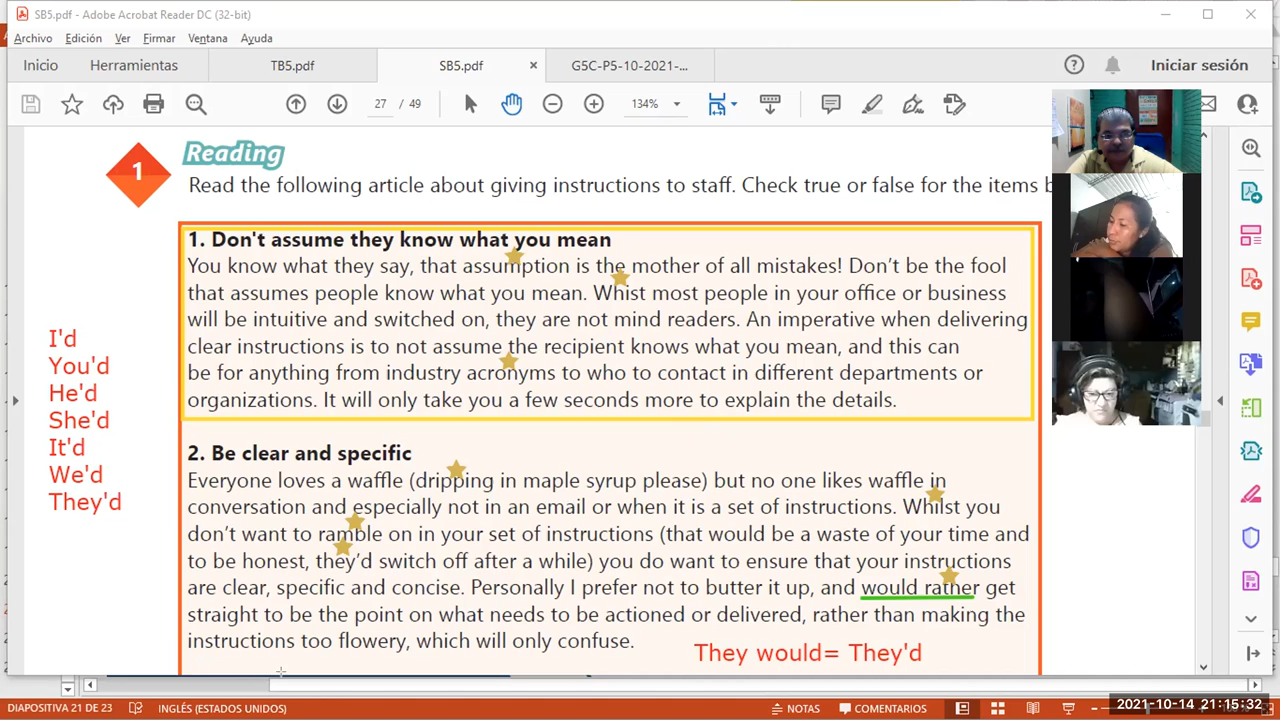 SB5.pdf - Adobe Acrobat Reader DC (32-bit)
Archivo Edición Ver Firmar Ventana Ayuda
Inicio Herramientas TB5.pdf SB5.pdf × G5C-P5-10-2021-... Iniciar sesión
27 / 49 134%
1 Reading
Read the following article about giving instructions to staff. Check true or false for the items b
1. Don't assume they know what you mean
You know what they say, that assumption is the mother of all mistakes! Don't be the fool
that assumes people know what you mean. Whilst most people in your office or business
will be intuitive and switched on, they are not mind readers. An imperative when delivering
clear instructions is to not assume the recipient knows what you mean, and this can
be for anything from industry acronyms to who to contact in different departments or
organizations. It will only take you a few seconds more to explain the details.
I'd
You'd
He'd
She'd
It'd
We'd
They'd
2. Be clear and specific
Everyone loves a waffle (dripping in maple syrup please) but no one likes waffle in
conversation and especially not in an email or when it is a set of instructions. Whilst you
don't want to ramble on in your set of instructions (that would be a waste of your time and
to be honest, they'd switch off after a while) you do want to ensure that your instructions
are clear, specific and concise. Personally I prefer not to butter it up, and would rather get
straight to be the point on what needs to be actioned or delivered, rather than making the
instructions too flowery, which will only confuse.
They would= They'd
DIAPOSITIVA 21 DE 23 INGLÉS (ESTADOS UNIDOS) NOTAS COMENTARIOS
2021-10-14 21:15:32